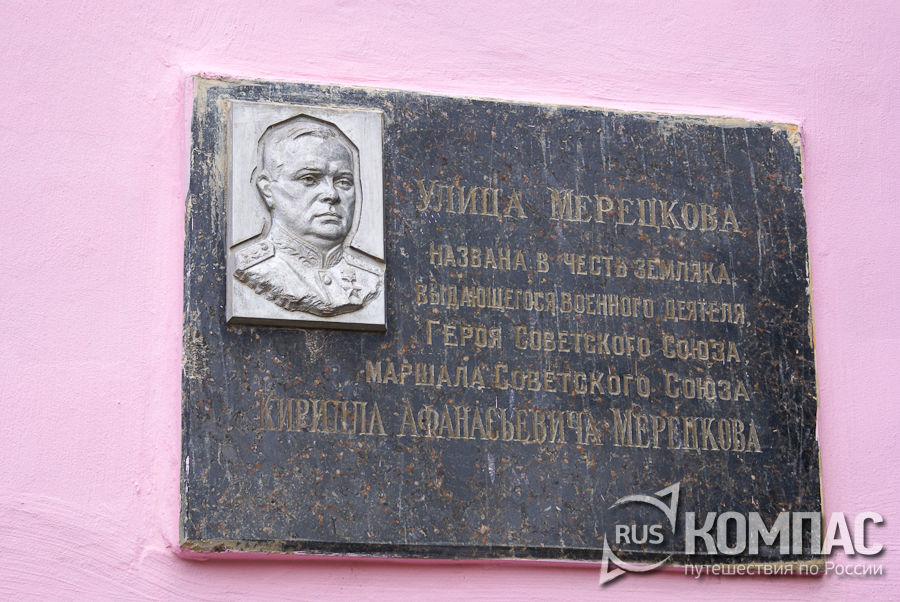 Улица Мерецкова
названа в честь земляка,
выдающегося военного деятеля,
Героя Советского Союза
маршала Советского Союза
Кирилла Афанасьевича Мерецкова
RUS КОМПАС
путешествия по России